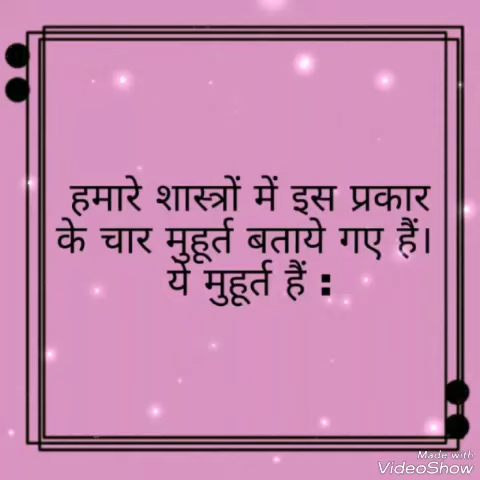 हमारे शास्त्रों में इस प्रकार
के चार मुहूर्त बताये गए हैं।
ये मुहूर्त हैं :
Made with
VideoShow